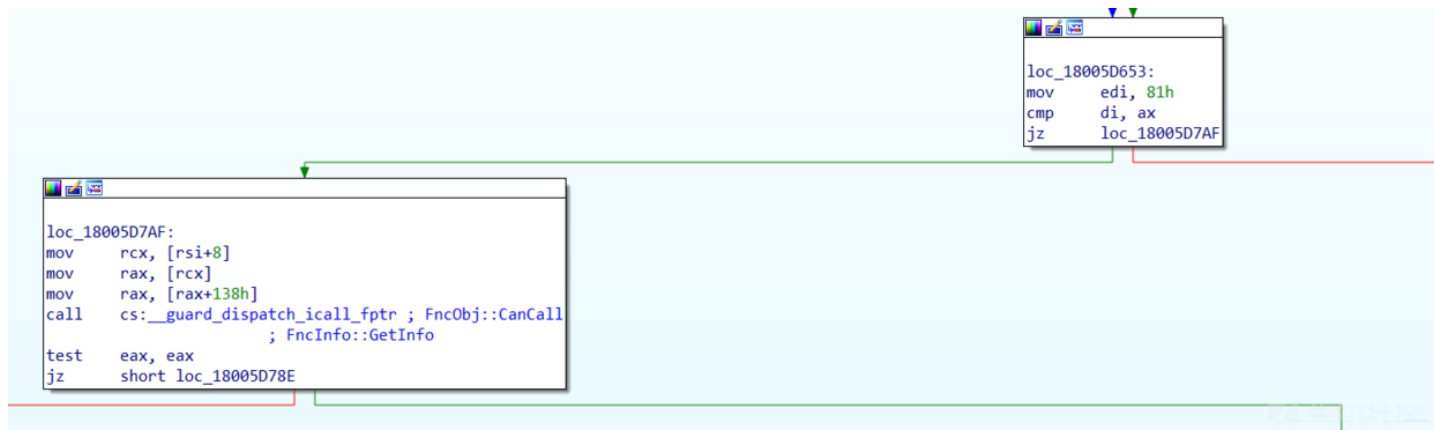 loc_18005D653:
mov edi, 81h
cmp di, ax
jz loc_18005D7AF
loc_18005D7AF:
mov rcx, [rsi+8]
mov rax, [rcx]
mov rax, [rax+138h]
call cs:__guard_dispatch_icall_fptr ; FncObj::CanCall
; FncInfo::GetInfo
test eax, eax
jz short loc_18005D78E